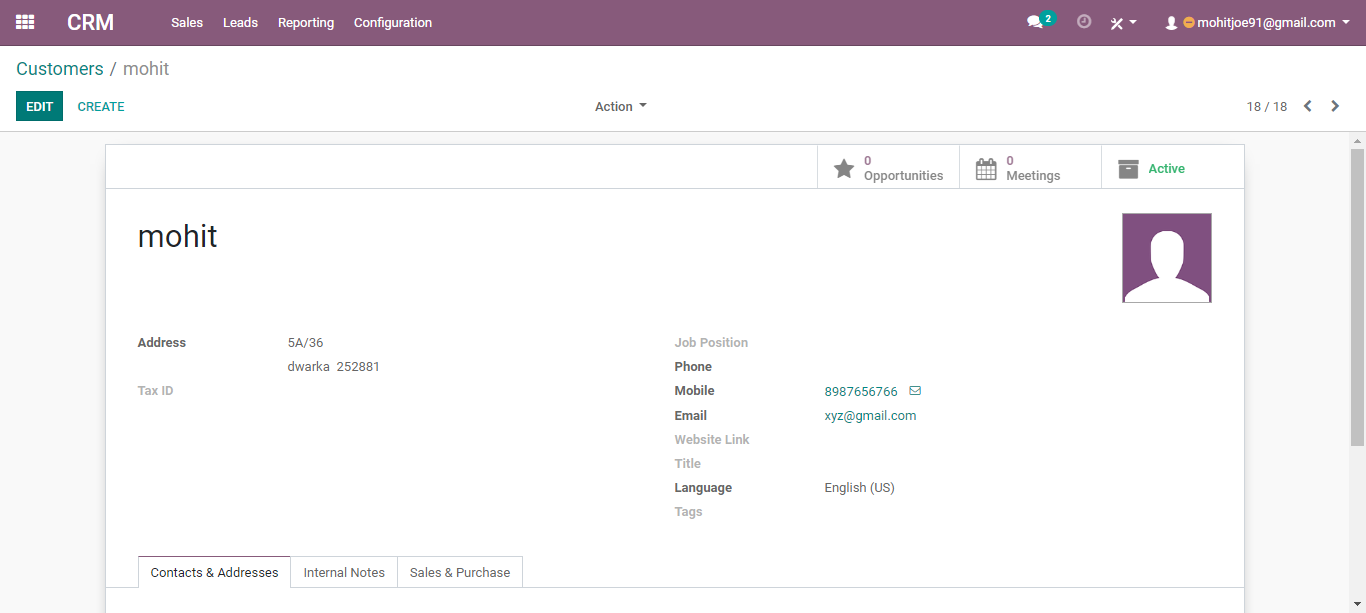 CRM Sales Leads Reporting Configuration 2 mohitjoe91@gmail.com
Customers / mohit
EDIT CREATE Action 18 / 18
0 Opportunities 0 Meetings Active
mohit
Address 5A/36 Job Position
dwarka 252881 Phone
Tax ID Mobile 8987656766
Email xyz@gmail.com
Website Link
Title
Language English (US)
Tags
Contacts & Addresses Internal Notes Sales & Purchase